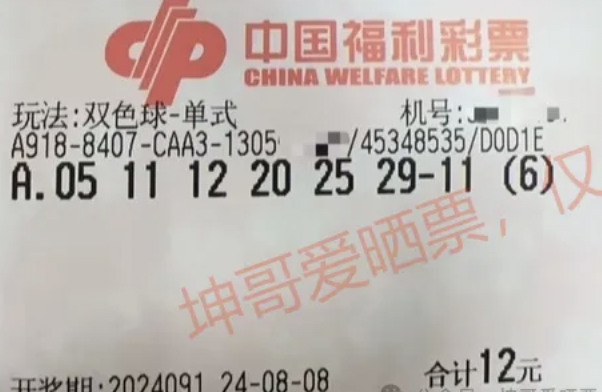 中国福利彩票
CHINA WELFARE LOTTERY
玩法:双色球-单式 机号:
A918-8407-CAA3-1305 /45348535/D0D1E
A.05 11 12 20 25 29-11 (6)
坤哥爱晒票,仅
开奖期:2024091 24-08-08 合计12元